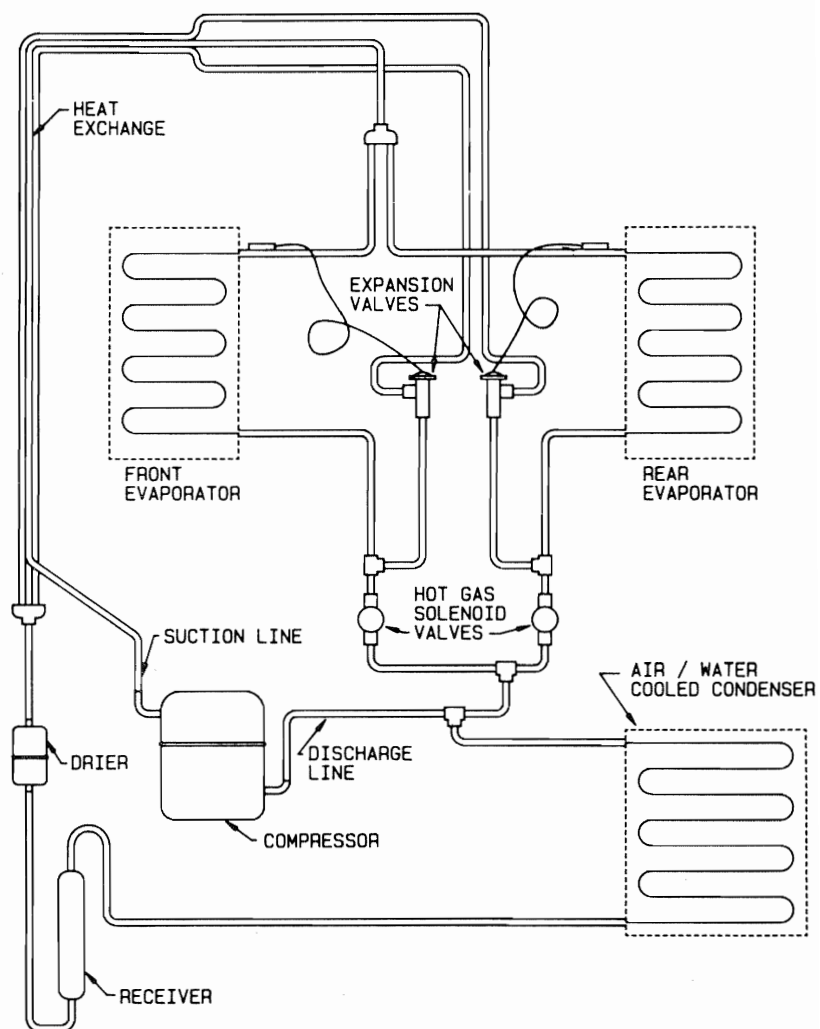 HEAT
EXCHANGE
EXPANSION
VALVES
FRONT
EVAPORATOR
REAR
EVAPORATOR
HOT GAS
SOLENOID
VALVES
SUCTION LINE
AIR / WATER
COOLED CONDENSER
DRIER
DISCHARGE
LINE
COMPRESSOR
RECEIVER